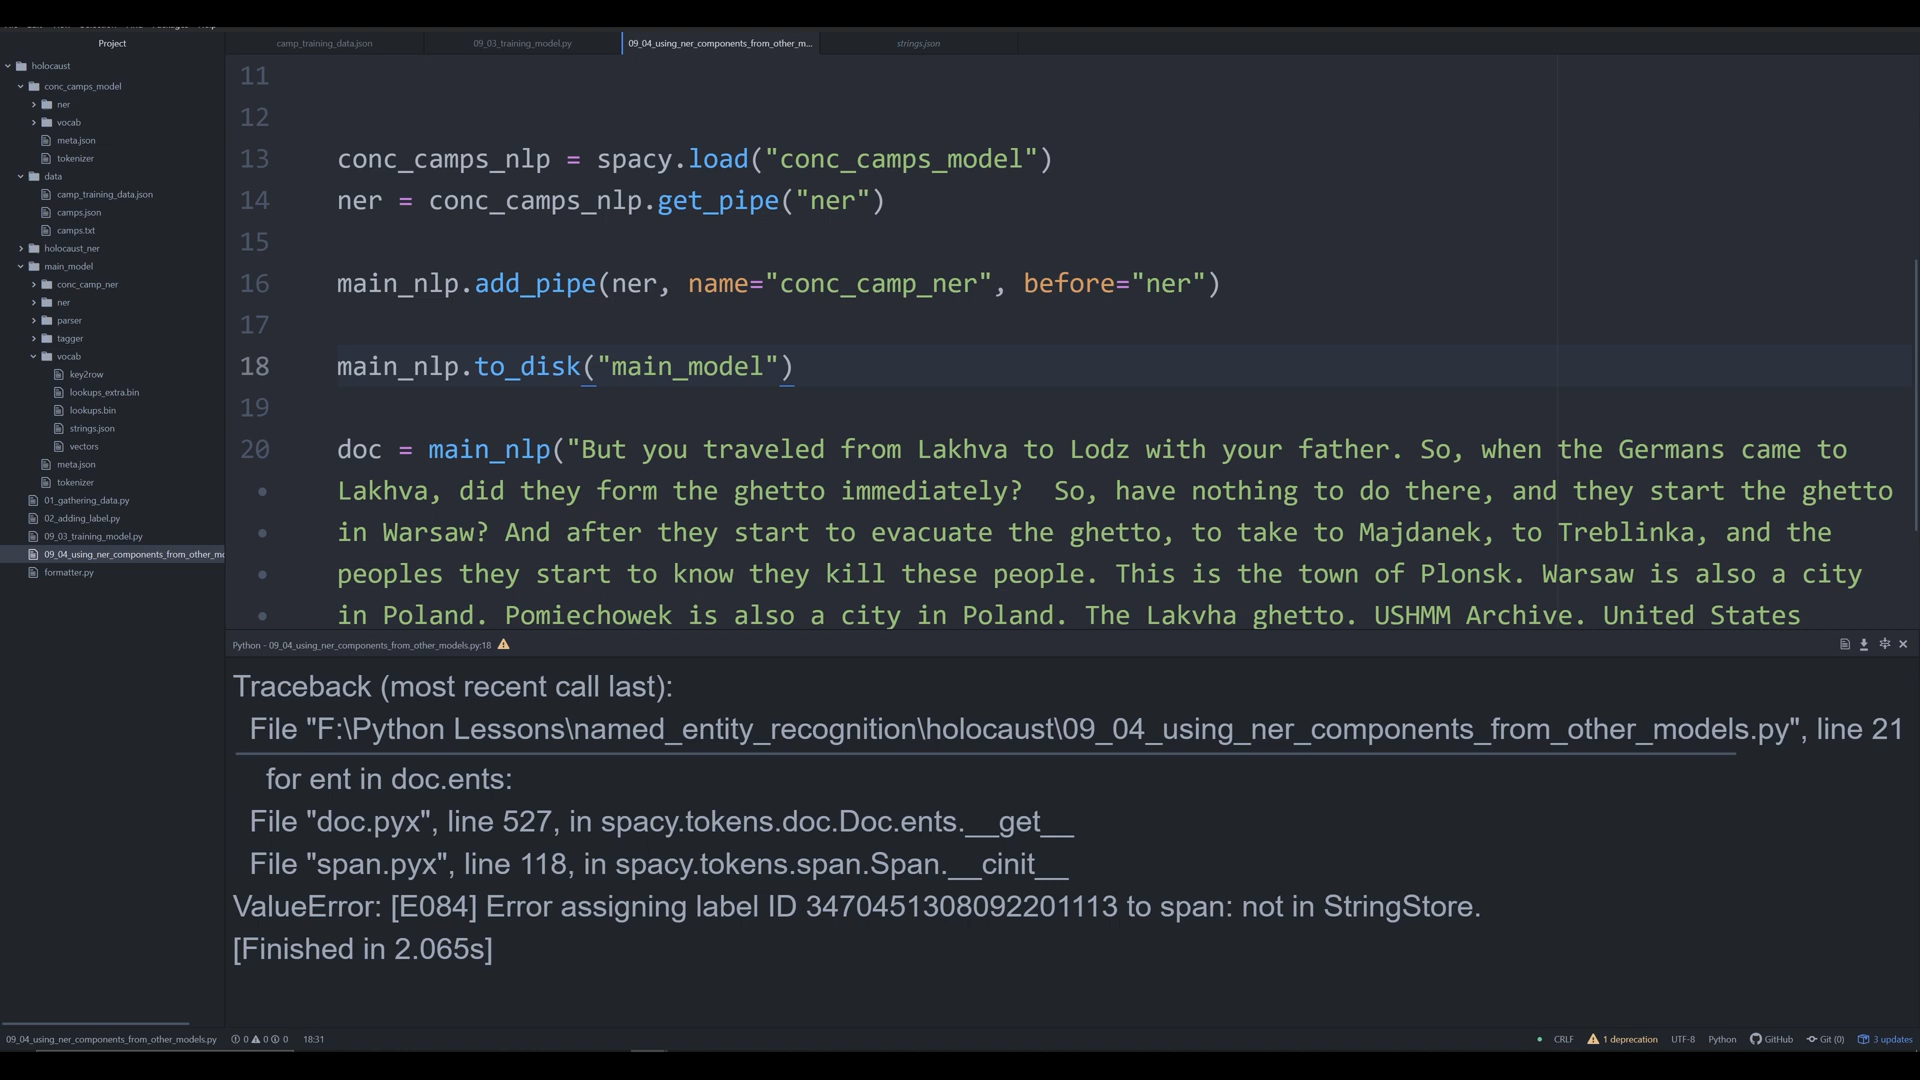 Project
camp_training_data.json
09_03_training_model.py
09_04_using_ner_components_from_other_m...
strings.json
holocaust
conc_camps_model
ner
vocab
meta.json
tokenizer
data
camp_training_data.json
camps.json
camps.txt
holocaust_ner
main_model
conc_camp_ner
ner
parser
tagger
vocab
key2row
lookups_extra.bin
lookups.bin
strings.json
vectors
meta.json
tokenizer
01_gathering_data.py
02_adding_label.py
09_03_training_model.py
09_04_using_ner_components_from_other_mo
formatter.py
11
12
13 conc_camps_nlp = spacy.load("conc_camps_model")
14 ner = conc_camps_nlp.get_pipe("ner")
15
16 main_nlp.add_pipe(ner, name="conc_camp_ner", before="ner")
17
18 main_nlp.to_disk("main_model")
19
20 doc = main_nlp("But you traveled from Lakhva to Lodz with your father. So, when the Germans came to
Lakhva, did they form the ghetto immediately?  So, have nothing to do there, and they start the ghetto
in Warsaw? And after they start to evacuate the ghetto, to take to Majdanek, to Treblinka, and the
peoples they start to know they kill these people. This is the town of Plonsk. Warsaw is also a city
in Poland. Pomiechowek is also a city in Poland. The Lakvha ghetto. USHMM Archive. United States
Python - 09_04_using_ner_components_from_other_models.py:18
Traceback (most recent call last):
File "F:\Python Lessons\named_entity_recognition\holocaust\09_04_using_ner_components_from_other_models.py", line 21
for ent in doc.ents:
File "doc.pyx", line 527, in spacy.tokens.doc.Doc.ents.__get__
File "span.pyx", line 118, in spacy.tokens.span.Span.__cinit__
ValueError: [E084] Error assigning label ID 3470451308092201113 to span: not in StringStore.
[Finished in 2.065s]
09_04_using_ner_components_from_other_models.py 0 0 0 18:31 CRLF 1 deprecation UTF-8 Python GitHub Git (0) 3 updates